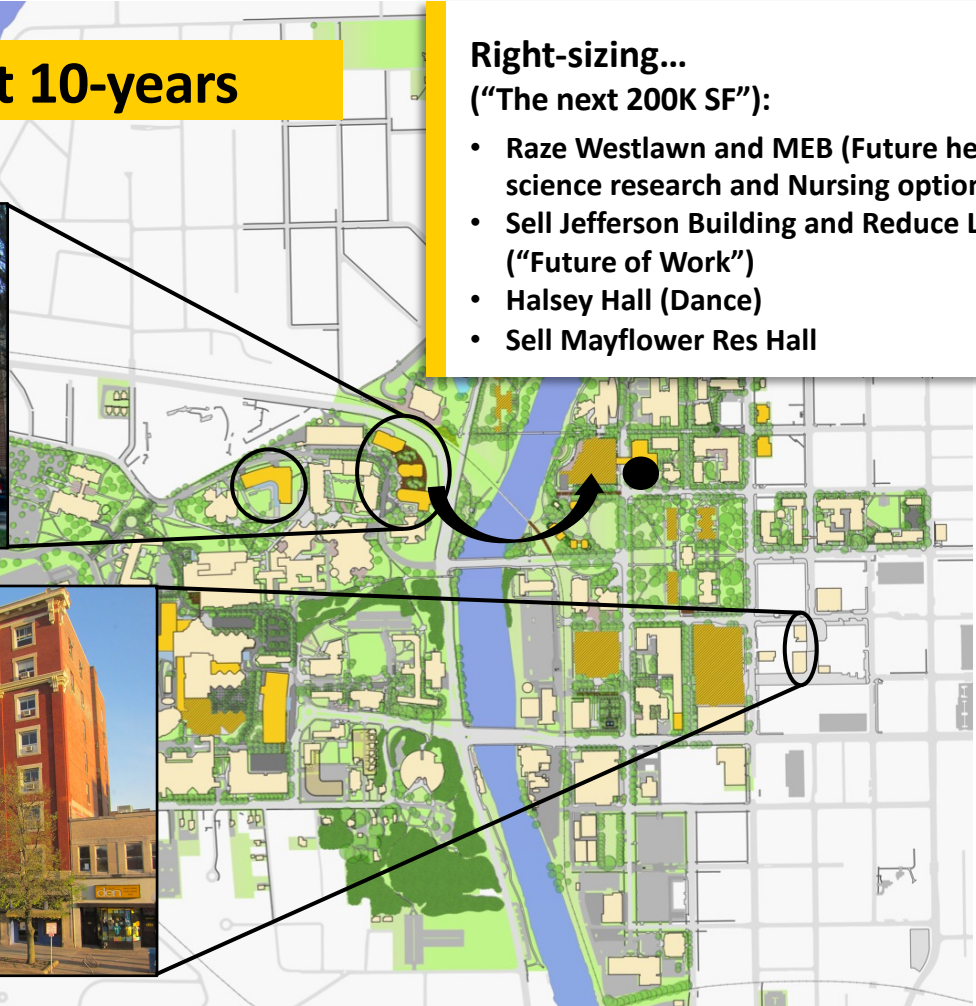 t 10-years
Right-sizing...
(“The next 200K SF”):
• Raze Westlawn and MEB (Future he
science research and Nursing option
• Sell Jefferson Building and Reduce L
(“Future of Work”)
• Halsey Hall (Dance)
• Sell Mayflower Res Hall
den